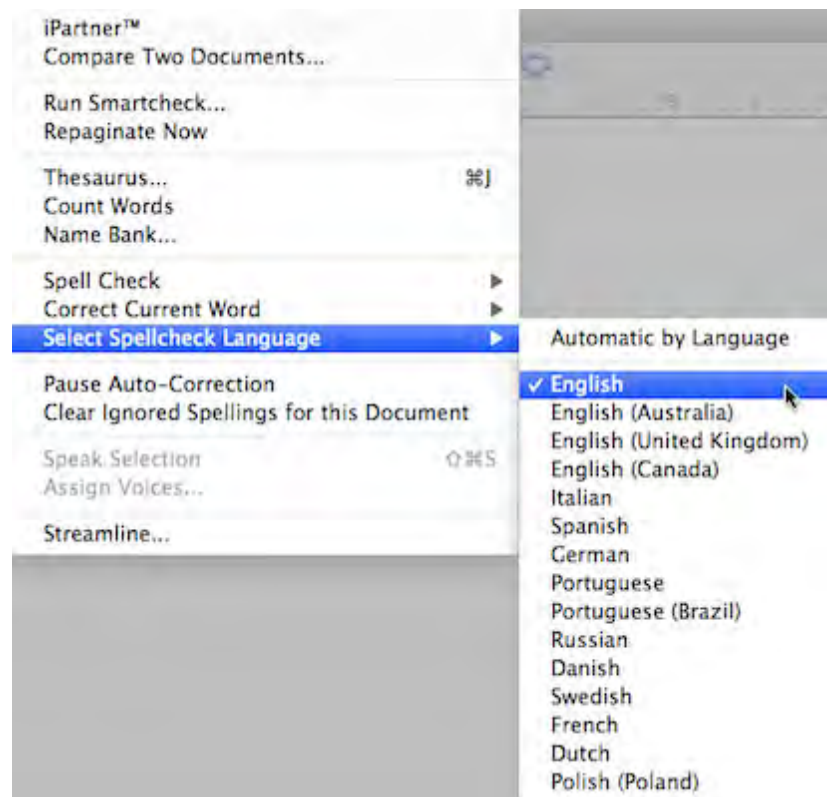 iPartner™
Compare Two Documents...
Run Smartcheck...
Repaginate Now
Thesaurus... ⌘J
Count Words
Name Bank...
Spell Check ▶
Correct Current Word ▶
Select Spellcheck Language ▶
Pause Auto-Correction
Clear Ignored Spellings for this Document
Speak Selection ⇧⌘S
Assign Voices...
Streamline...
Automatic by Language
✓ English
English (Australia)
English (United Kingdom)
English (Canada)
Italian
Spanish
German
Portuguese
Portuguese (Brazil)
Russian
Danish
Swedish
French
Dutch
Polish (Poland)